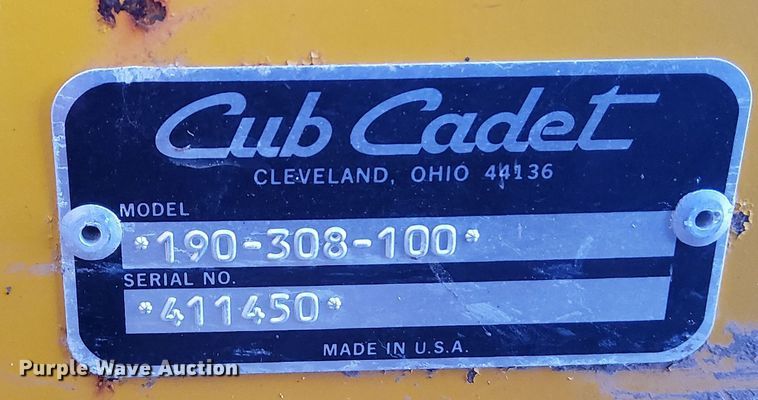 Cub Cadet
CLEVELAND, OHIO 44136
MODEL
*190-308-100*
SERIAL NO.
*411450*
MADE IN U.S.A.
Purple Wave Auction